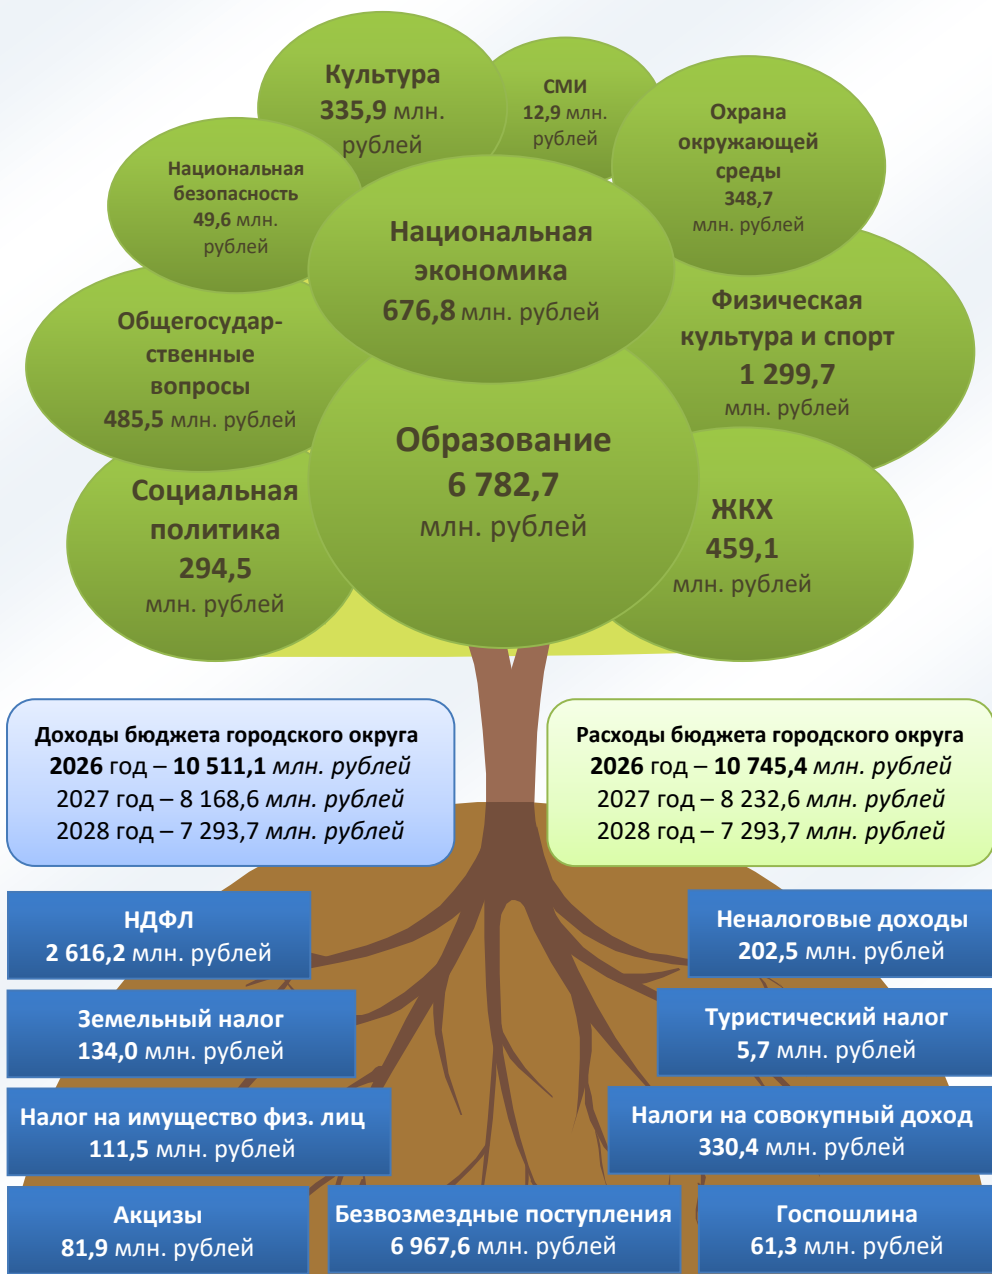 Культура
335,9 млн.
рублей
СМИ
12,9 млн.
рублей
Охрана
окружающей
среды
348,7
млн. рублей
Национальная
безопасность
49,6 млн.
рублей
Национальная
экономика
676,8 млн. рублей
Общегосудар-
ственные
вопросы
485,5 млн. рублей
Физическая
культура и спорт
1 299,7
млн. рублей
Образование
6 782,7
млн. рублей
Социальная
политика
294,5
млн. рублей
ЖКХ
459,1
млн. рублей
Доходы бюджета городского округа
2026 год – 10 511,1 млн. рублей
2027 год – 8 168,6 млн. рублей
2028 год – 7 293,7 млн. рублей
Расходы бюджета городского округа
2026 год – 10 745,4 млн. рублей
2027 год – 8 232,6 млн. рублей
2028 год – 7 293,7 млн. рублей
НДФЛ
2 616,2 млн. рублей
Неналоговые доходы
202,5 млн. рублей
Земельный налог
134,0 млн. рублей
Туристический налог
5,7 млн. рублей
Налог на имущество физ. лиц
111,5 млн. рублей
Налоги на совокупный доход
330,4 млн. рублей
Акцизы
81,9 млн. рублей
Безвозмездные поступления
6 967,6 млн. рублей
Госпошлина
61,3 млн. рублей